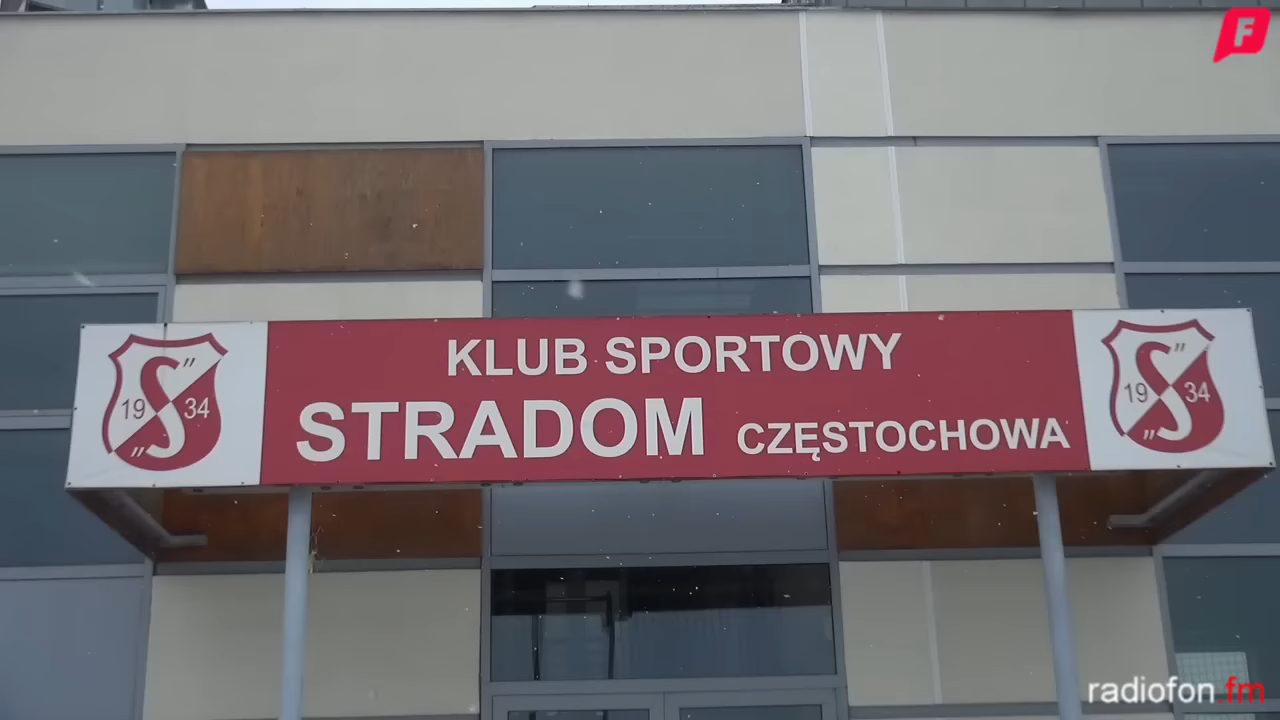 F
KLUB SPORTOWY
STRADOM CZĘSTOCHOWA
19 „S” 34
19 „S” 34
radiofon.fm